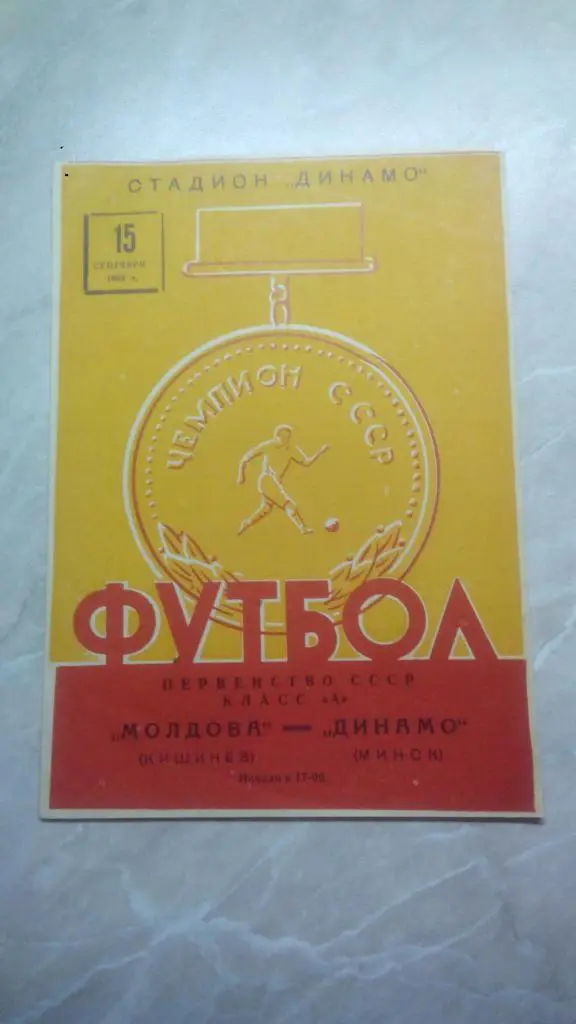 СТАДИОН „ДИНАМО"
15
СЕНТЯБРЯ
г.
ЧЕМПИОН СССР
ФУТБОЛ
ПЕРВЕНСТВО СССР
КЛАСС «А»
„МОЛДОВА" — „ДИНАМО"
(КИШИНЕВ) (МИНСК)
Начало в 17-00.